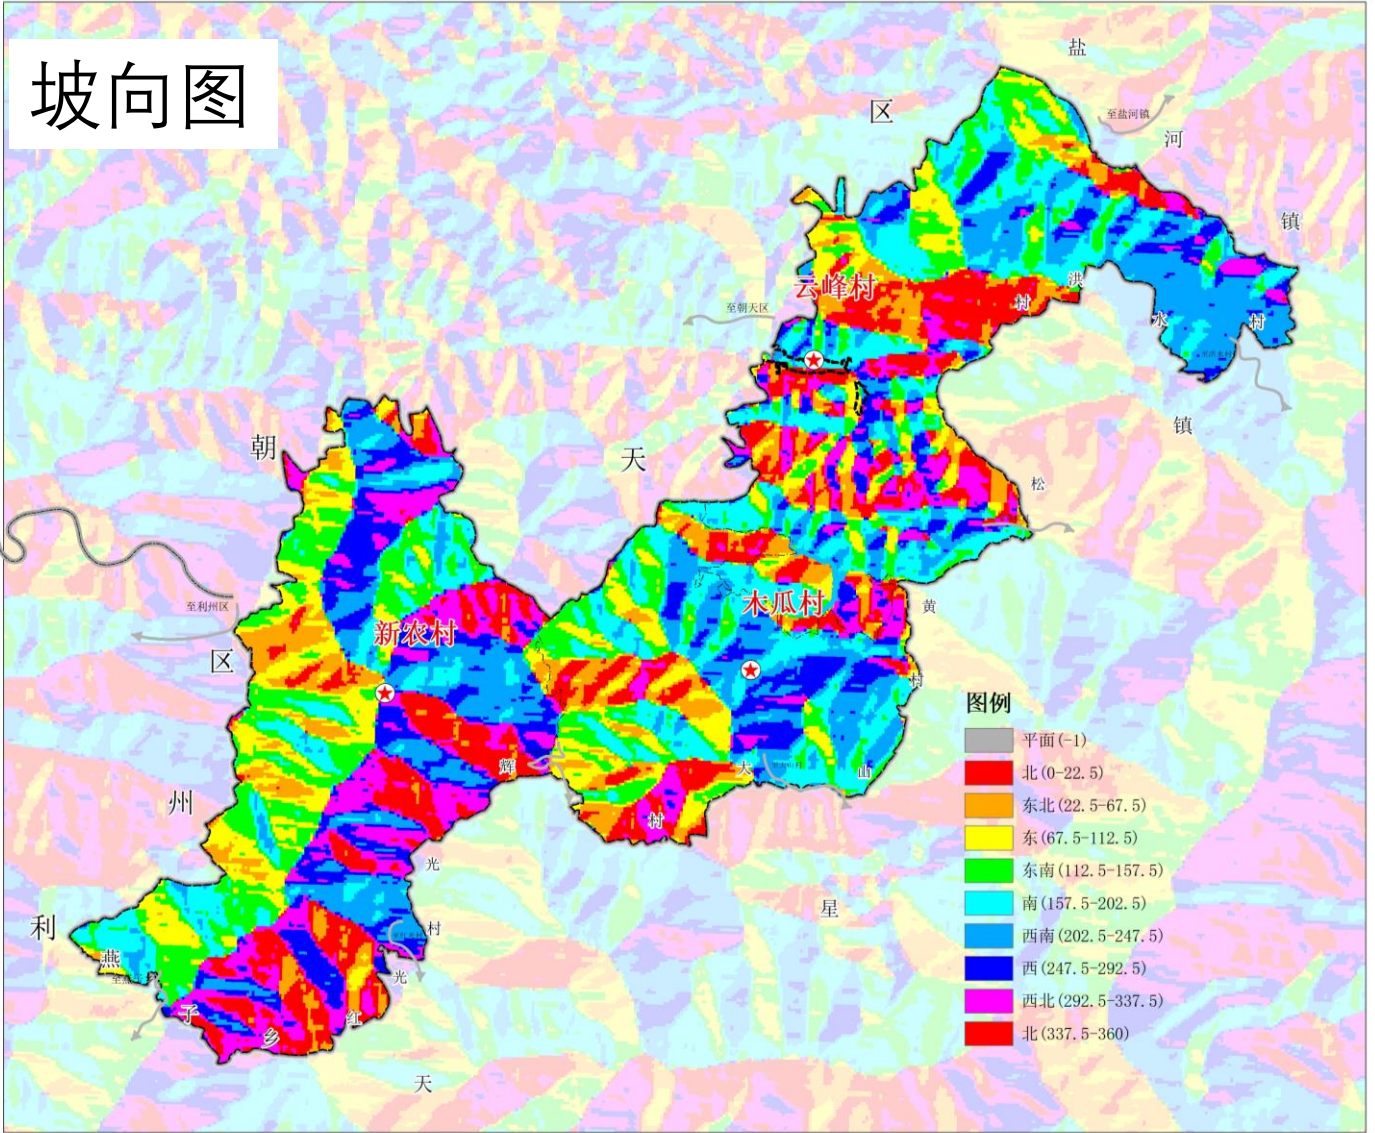 坡向图
盐
区
至盐河镇
河
镇
云峰村
洪
村
至朝天区
水
村
镇
朝
天
松
新农村
木瓜村
至利州区
黄
区
村
辉
大
山
州
村
光
星
利
燕
村
光
子
乡
红
天
图例
平面(-1)
北(0-22.5)
东北(22.5-67.5)
东(67.5-112.5)
东南(112.5-157.5)
南(157.5-202.5)
西南(202.5-247.5)
西(247.5-292.5)
西北(292.5-337.5)
北(337.5-360)